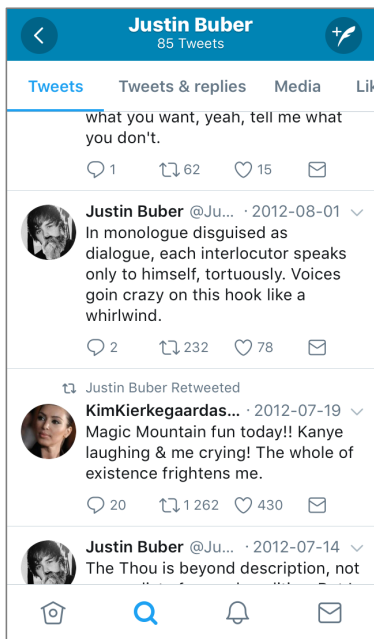 Justin Buber
85 Tweets
Tweets Tweets & replies Media Lik
what you want, yeah, tell me what
you don't.
1 62 15
Justin Buber @Ju... · 2012-08-01
In monologue disguised as
dialogue, each interlocutor speaks
only to himself, tortuously. Voices
goin crazy on this hook like a
whirlwind.
2 232 78
Justin Buber Retweeted
KimKierkegaardas... · 2012-07-19
Magic Mountain fun today!! Kanye
laughing & me crying! The whole of
existence frightens me.
20 1 262 430
Justin Buber @Ju... · 2012-07-14
The Thou is beyond description, not